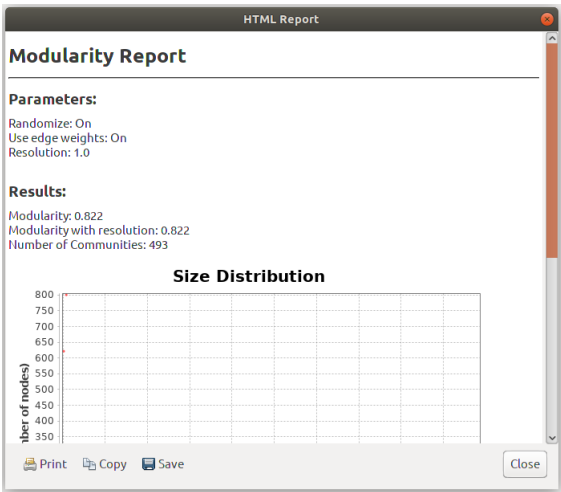 HTML Report
Modularity Report
Parameters:
Randomize: On
Use edge weights: On
Resolution: 1.0
Results:
Modularity: 0.822
Modularity with resolution: 0.822
Number of Communities: 493
Size Distribution
800
750
700
650
600
550
500
450
400
350
of nodes)
Print Copy Save Close